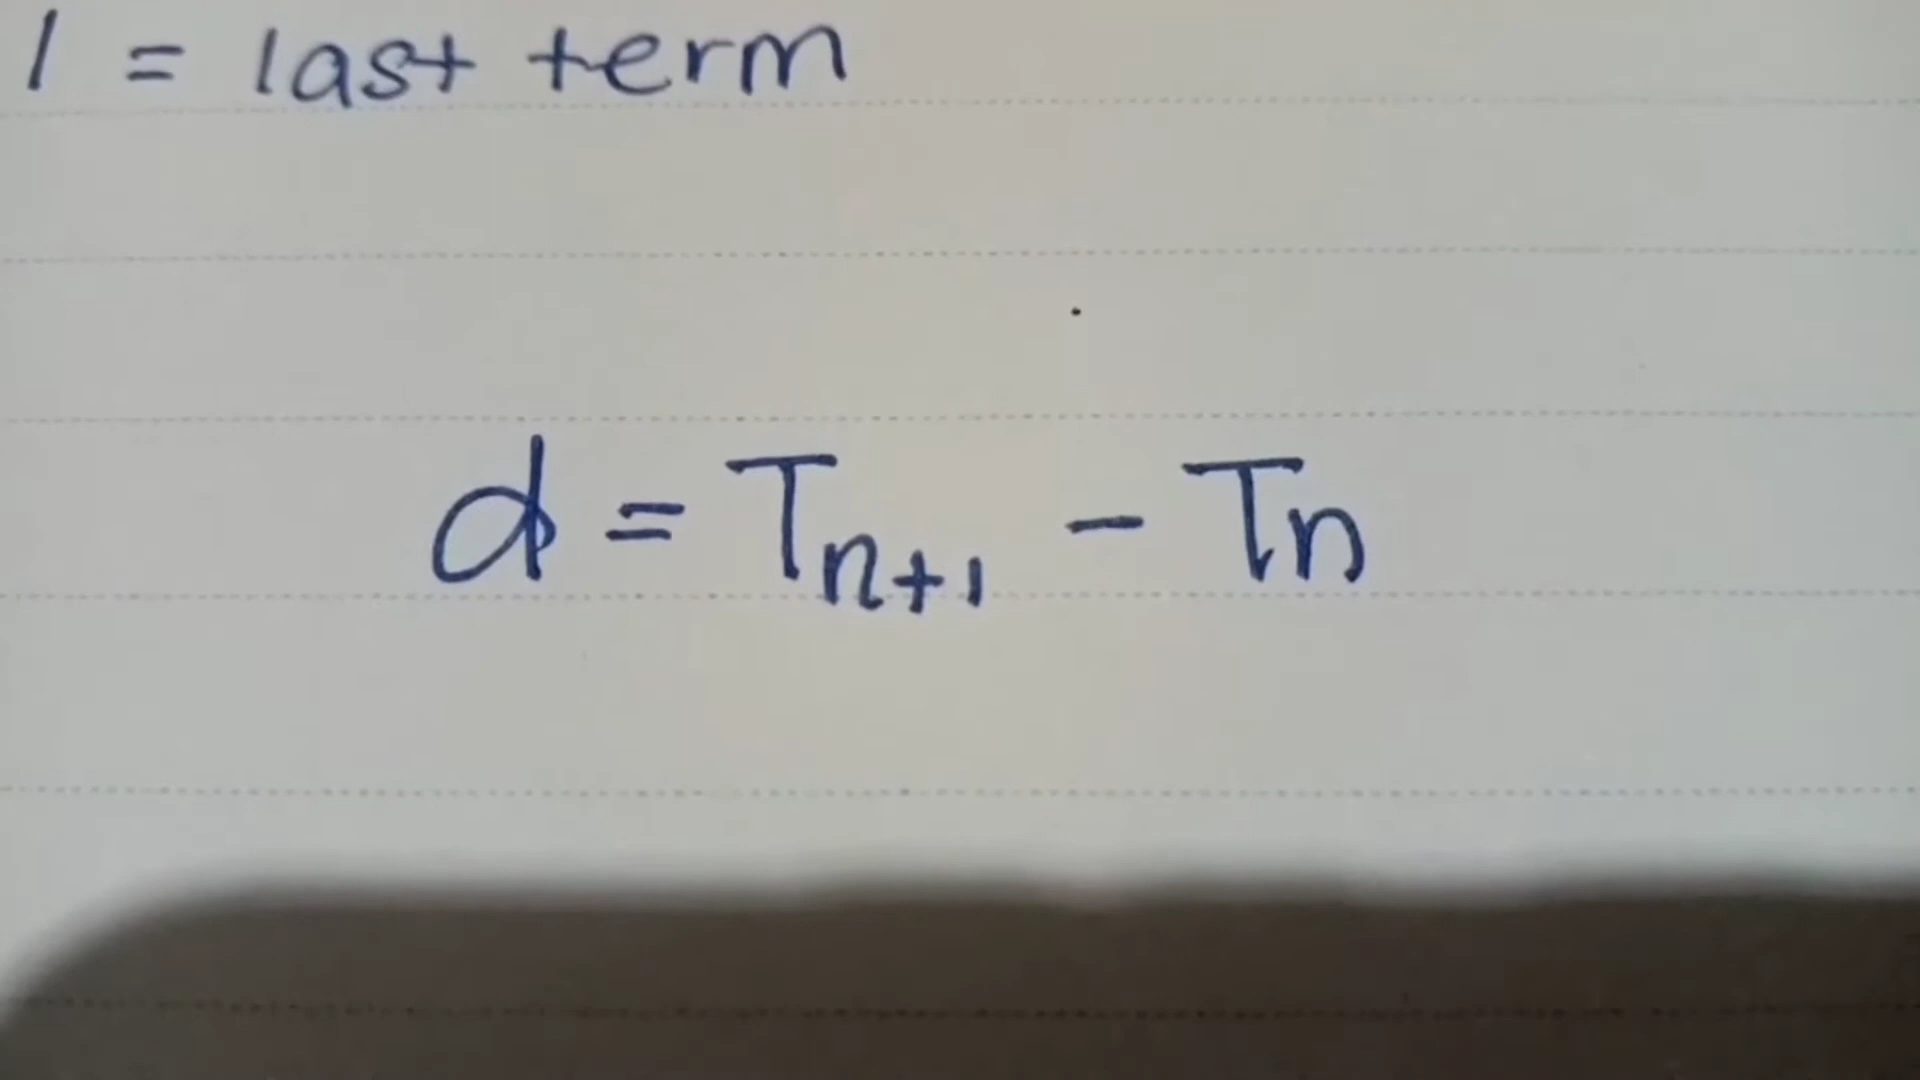 l = last term
d = Tn+1 - Tn